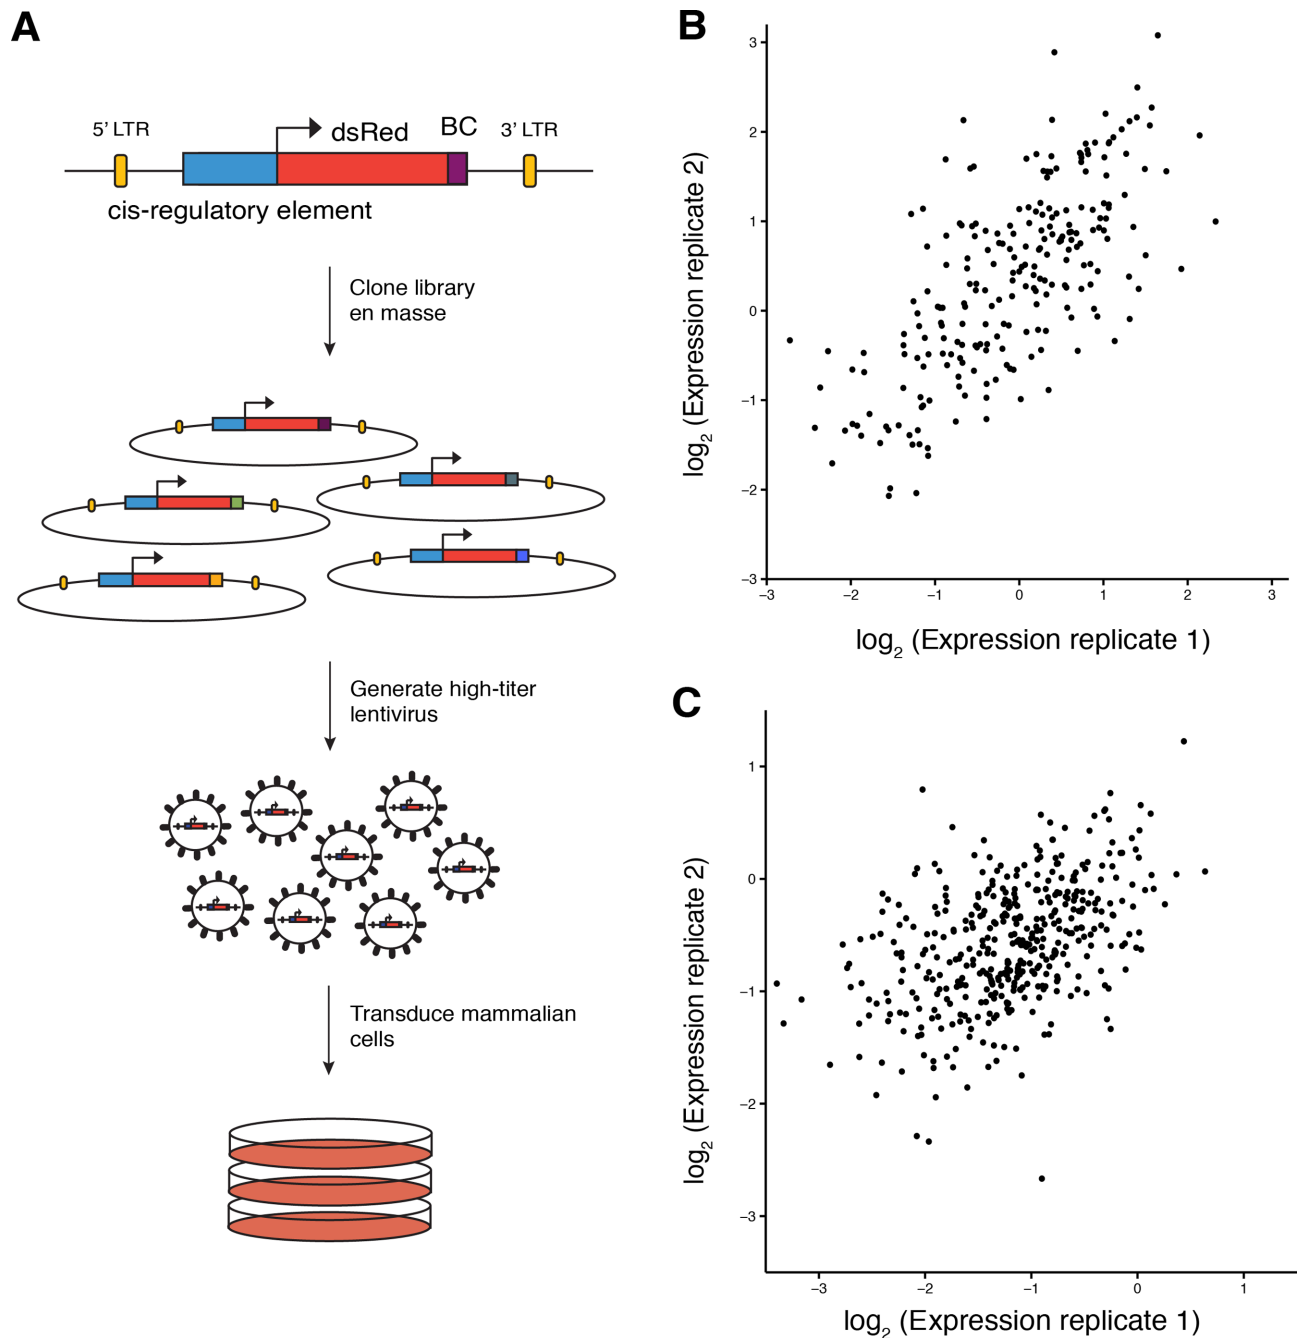 A
5’ LTR
dsRed
BC
3’ LTR
cis-regulatory element
Clone library
en masse
Generate high-titer
lentivirus
Transduce mammalian
cells
B
log2 (Expression replicate 2)
3
2
1
0
−1
−2
−3
−3 −2 −1 0 1 2 3
log2 (Expression replicate 1)
C
log2 (Expression replicate 2)
1
0
−1
−2
−3
−3 −2 −1 0 1
log2 (Expression replicate 1)